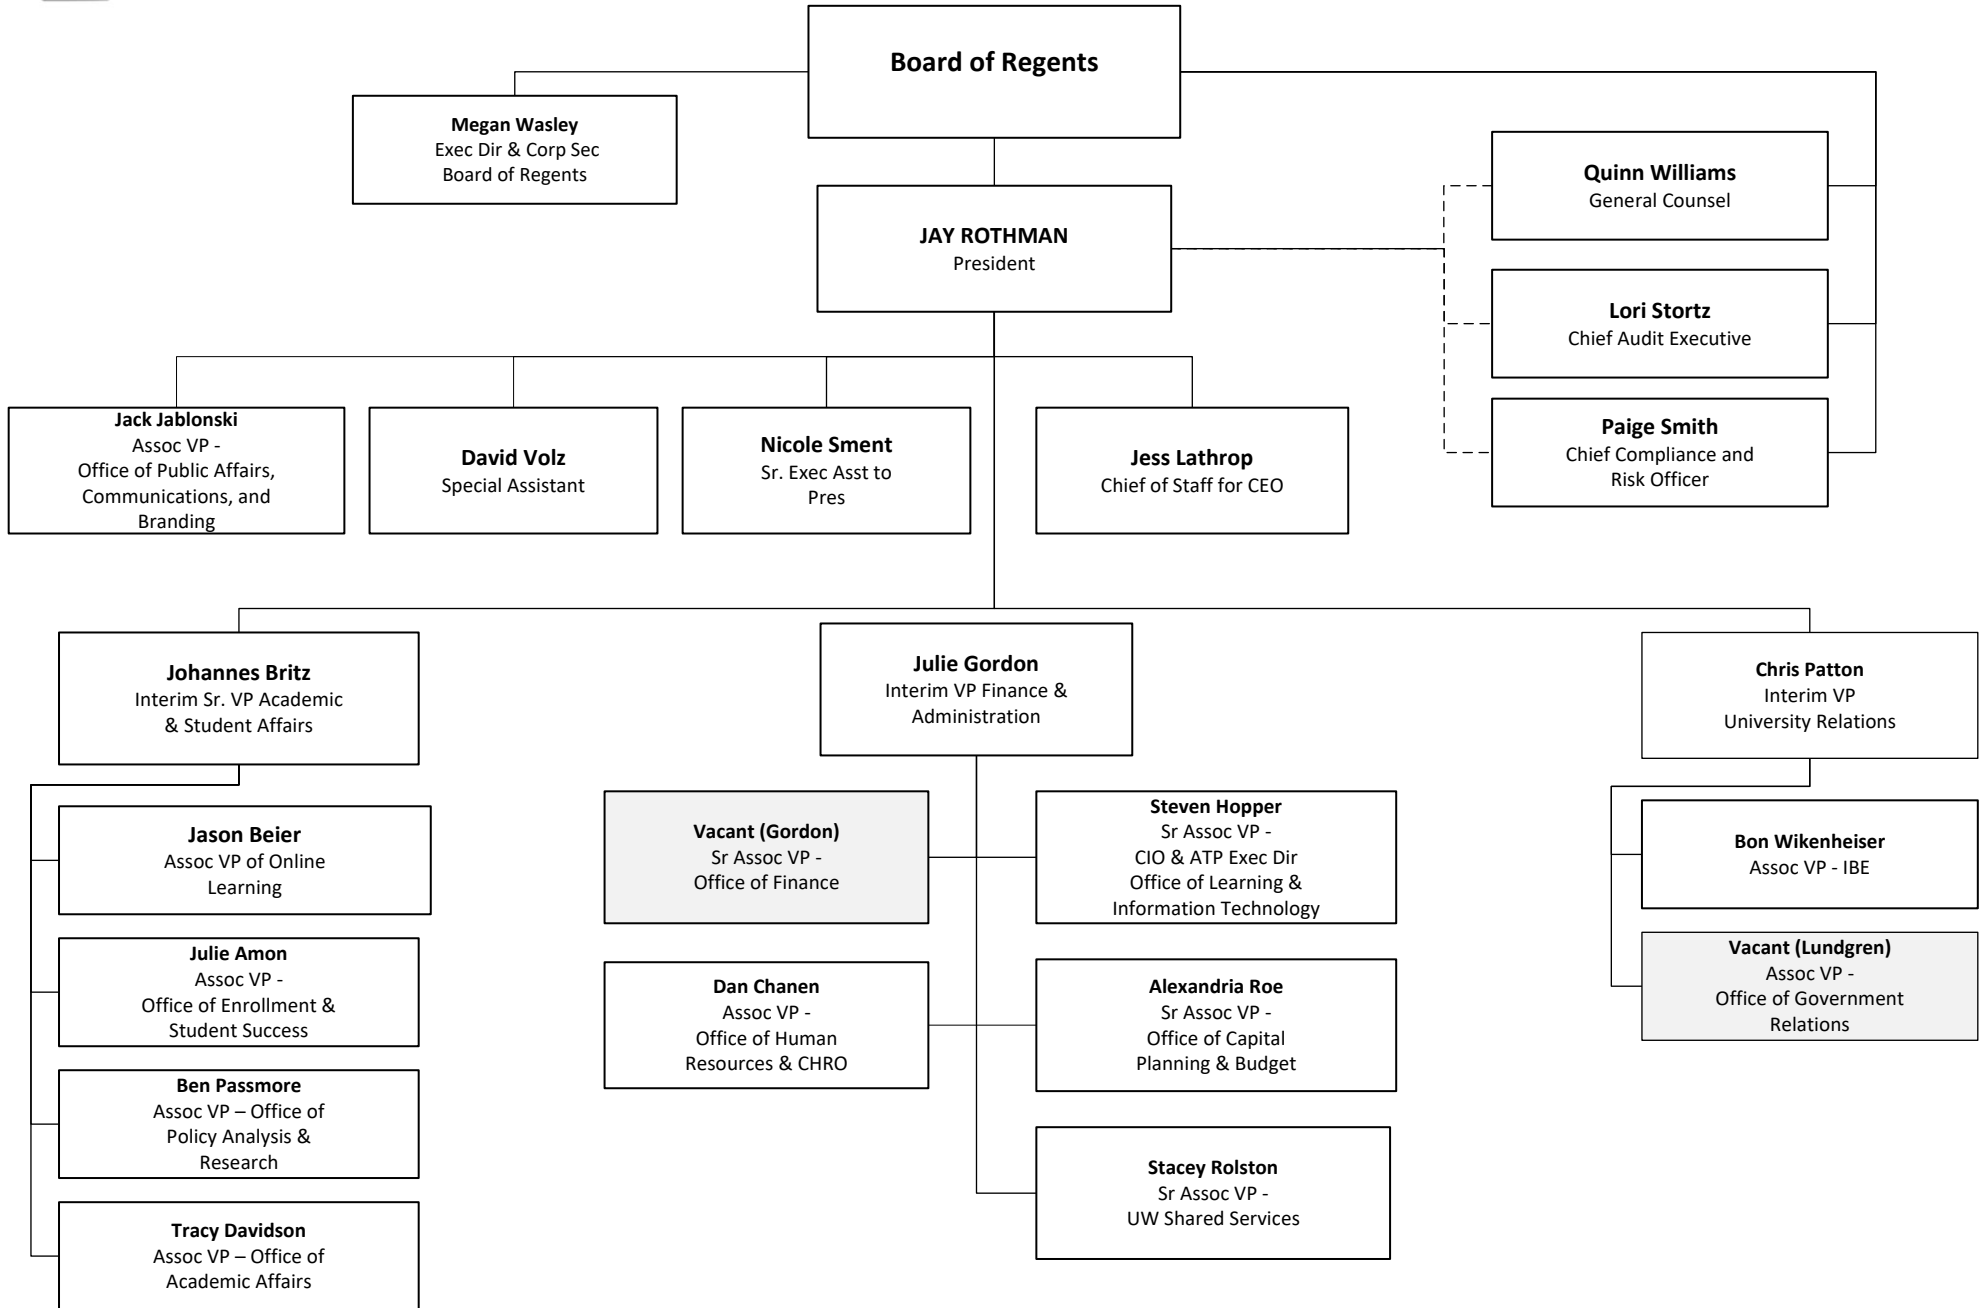 Board of Regents
Megan Wasley
Exec Dir & Corp Sec
Board of Regents
Quinn Williams
General Counsel
JAY ROTHMAN
President
Lori Stortz
Chief Audit Executive
Paige Smith
Chief Compliance and
Risk Officer
Jack Jablonski
Assoc VP -
Office of Public Affairs,
Communications, and
Branding
David Volz
Special Assistant
Nicole Sment
Sr. Exec Asst to
Pres
Jess Lathrop
Chief of Staff for CEO
Johannes Britz
Interim Sr. VP Academic
& Student Affairs
Jason Beier
Assoc VP of Online
Learning
Julie Amon
Assoc VP -
Office of Enrollment &
Student Success
Ben Passmore
Assoc VP – Office of
Policy Analysis &
Research
Tracy Davidson
Assoc VP – Office of
Academic Affairs
Julie Gordon
Interim VP Finance &
Administration
Vacant (Gordon)
Sr Assoc VP -
Office of Finance
Steven Hopper
Sr Assoc VP -
CIO & ATP Exec Dir
Office of Learning &
Information Technology
Dan Chanen
Assoc VP -
Office of Human
Resources & CHRO
Alexandria Roe
Sr Assoc VP -
Office of Capital
Planning & Budget
Stacey Rolston
Sr Assoc VP -
UW Shared Services
Chris Patton
Interim VP
University Relations
Bon Wikenheiser
Assoc VP - IBE
Vacant (Lundgren)
Assoc VP -
Office of Government
Relations